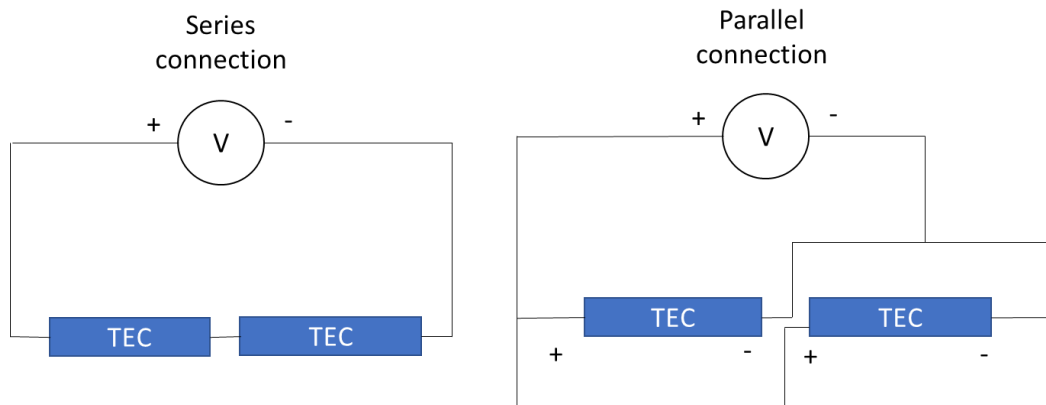 Series
connection
+ V -
TEC TEC
Parallel
connection
+ V -
TEC TEC
+ - + -